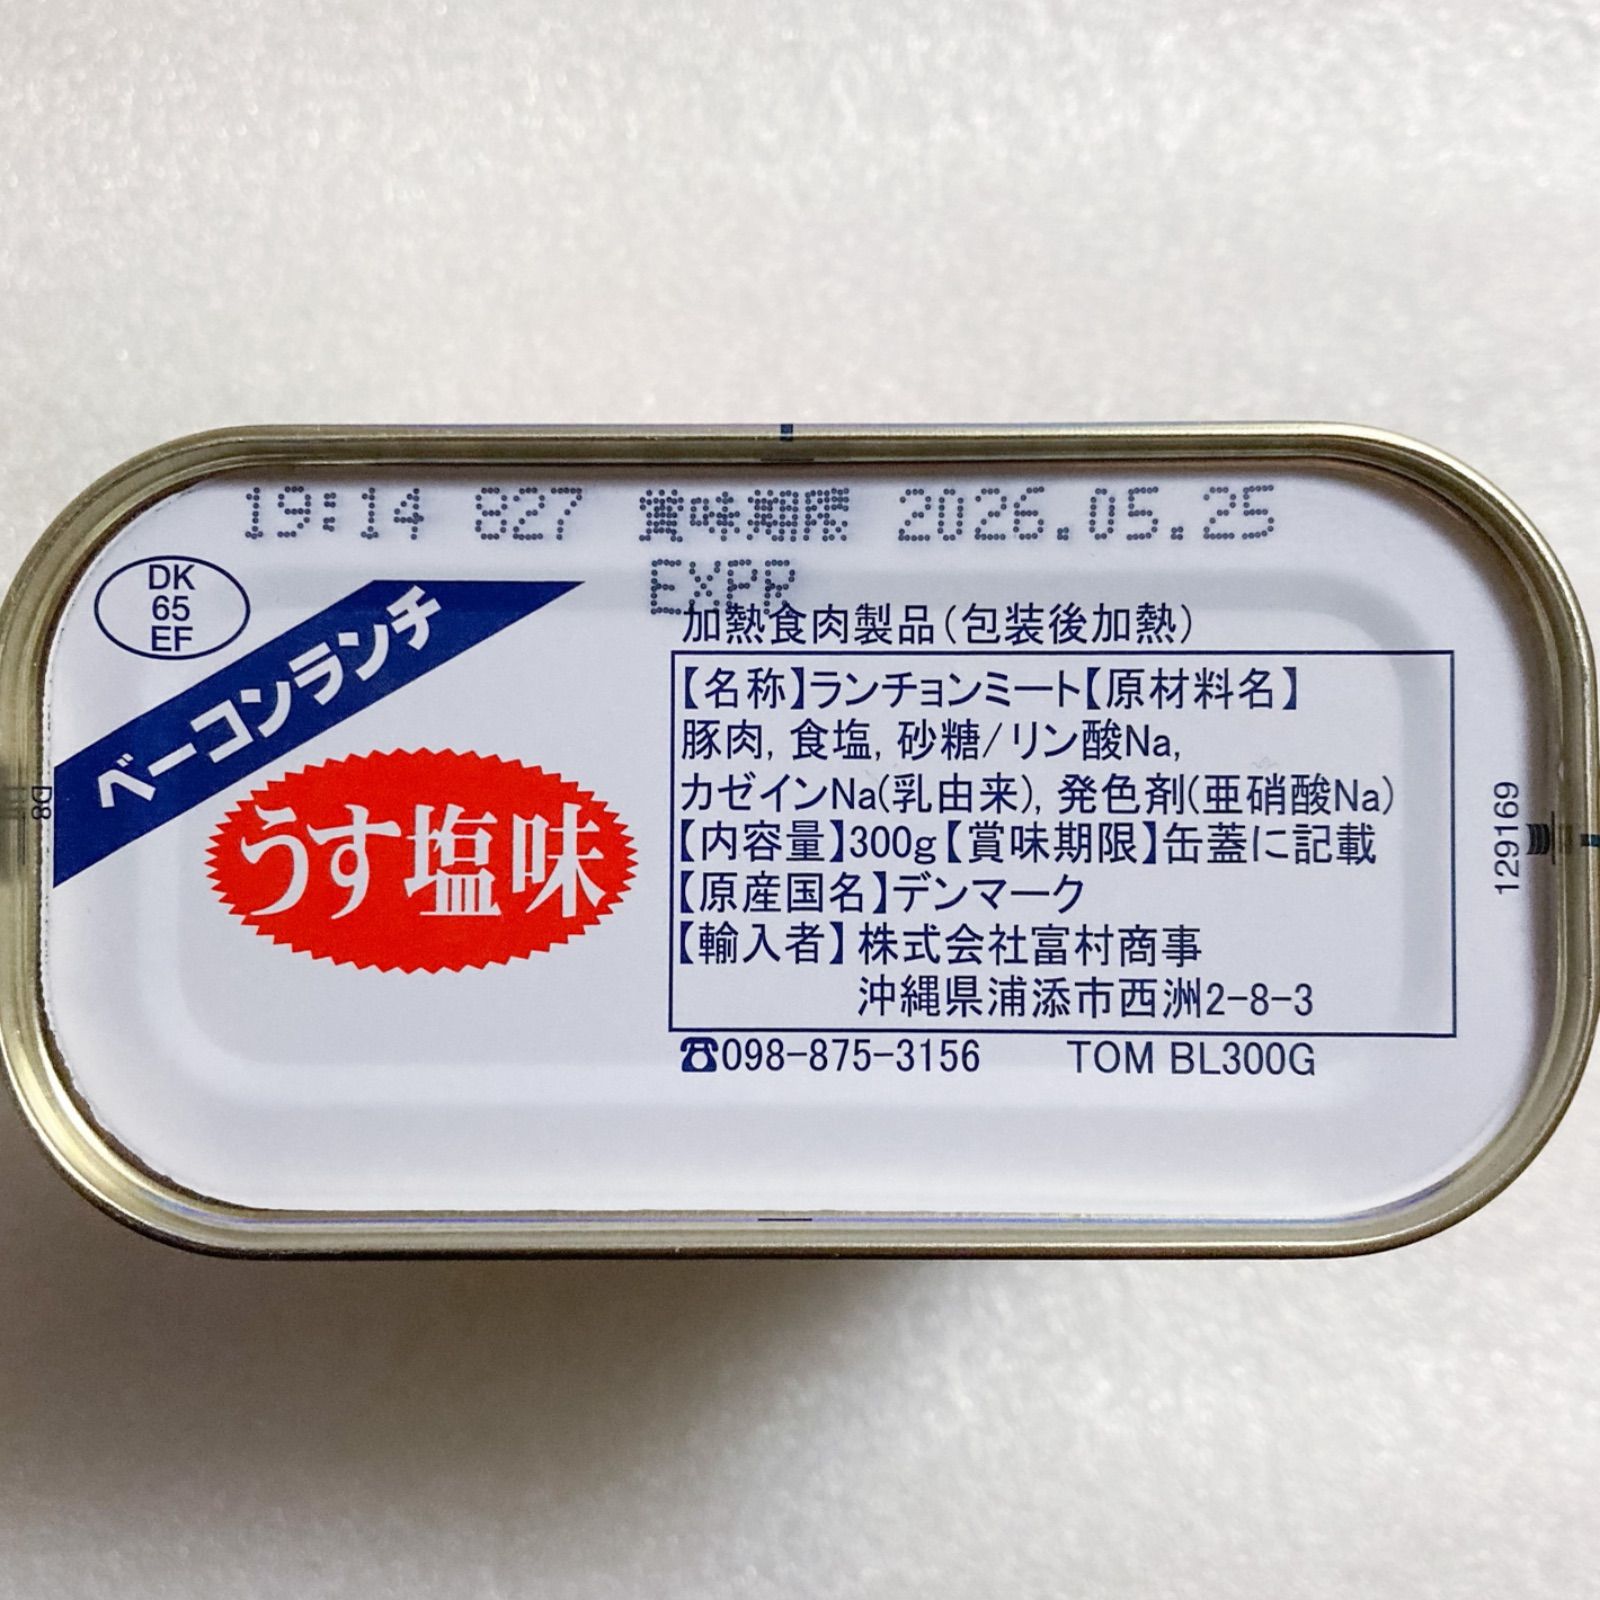 19:14 827 賞味期限 2026.05.25
EXPR
DK
65
EF
ベーコンランチ
うす塩味
加熱食肉製品(包装後加熱)
【名称】ランチョンミート【原材料名】
豚肉, 食塩, 砂糖/リン酸Na,
カゼインNa(乳由来), 発色剤(亜硝酸Na)
【内容量】300g【賞味期限】缶蓋に記載
【原産国名】デンマーク
【輸入者】株式会社富村商事
沖縄県浦添市西洲2-8-3
☎098-875-3156 TOM BL300G
129169
D8